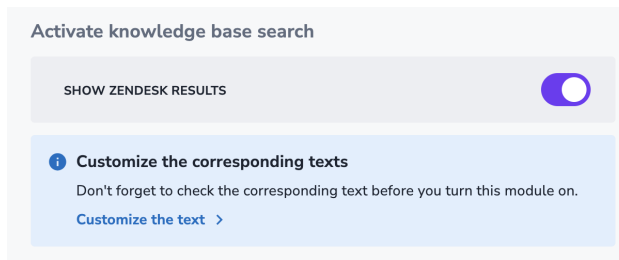 Activate knowledge base search
SHOW ZENDESK RESULTS
Customize the corresponding texts
Don't forget to check the corresponding text before you turn this module on.
Customize the text